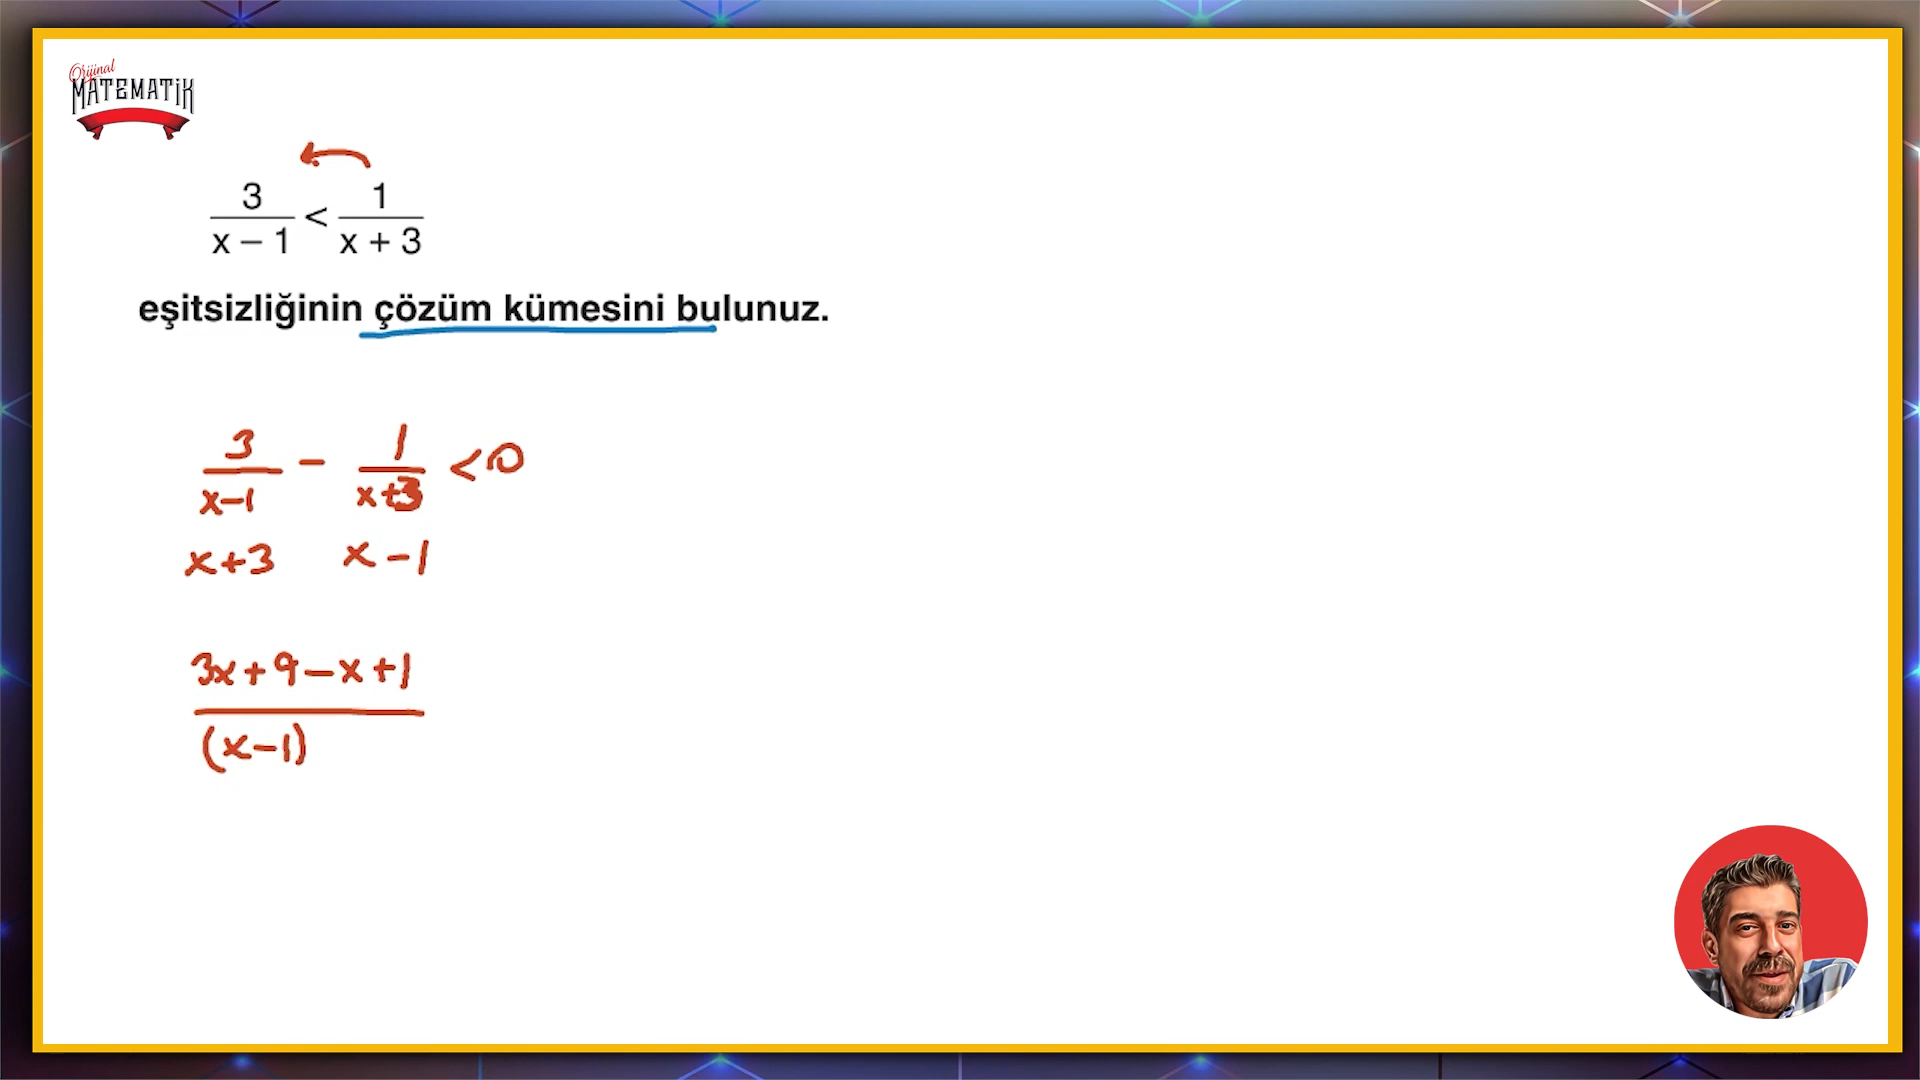 Orijinal
MATEMATİK
3/(x − 1) < 1/(x + 3)
eşitsizliğinin çözüm kümesini bulunuz.
3/(x-1) - 1/(x+3) < 0
x+3 x-1
3x+9-x+1
(x-1)